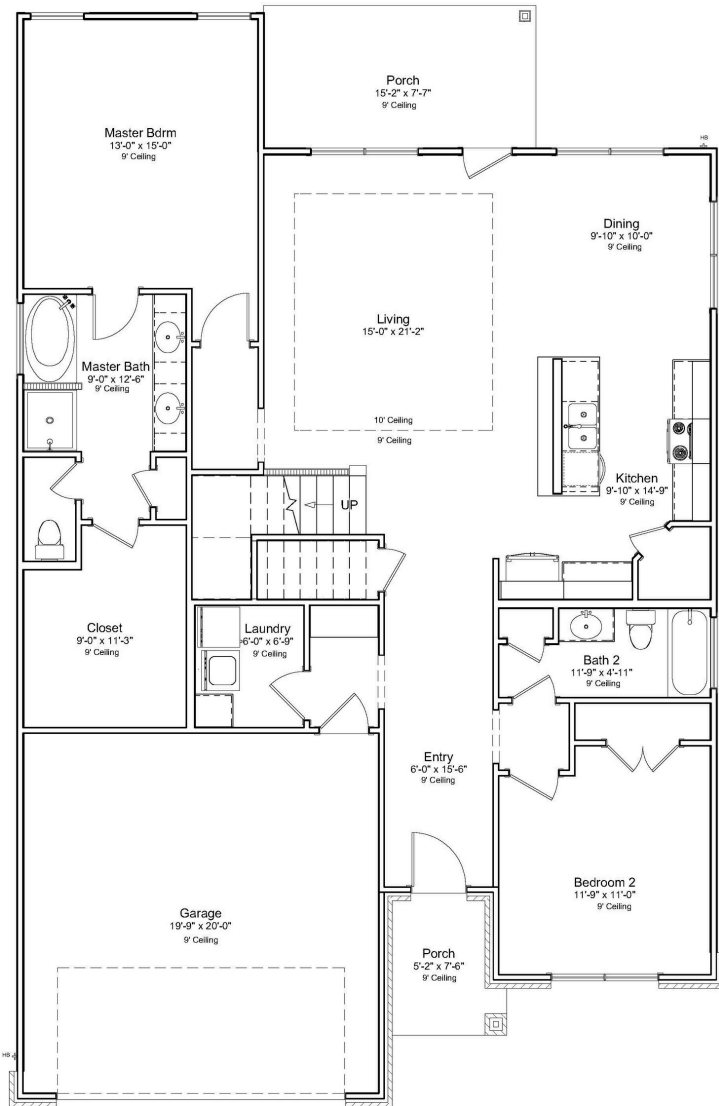 Porch
15'-2" x 7'-7"
9' Ceiling
Master Bdrm
13'-0" x 15'-0"
9' Ceiling
HB
Dining
9'-10" x 10'-0"
9' Ceiling
Living
15'-0" x 21'-2"
10' Ceiling
9' Ceiling
Master Bath
9'-0" x 12'-6"
9' Ceiling
Kitchen
9'-10" x 14'-9"
9' Ceiling
UP
Closet
9'-0" x 11'-3"
9' Ceiling
Laundry
6'-0" x 6'-9"
9' Ceiling
Bath 2
11'-9" x 4'-11"
9' Ceiling
Entry
6'-0" x 15'-6"
9' Ceiling
Bedroom 2
11'-9" x 11'-0"
9' Ceiling
Garage
19'-9" x 20'-0"
9' Ceiling
Porch
5'-2" x 7'-6"
9' Ceiling
HB